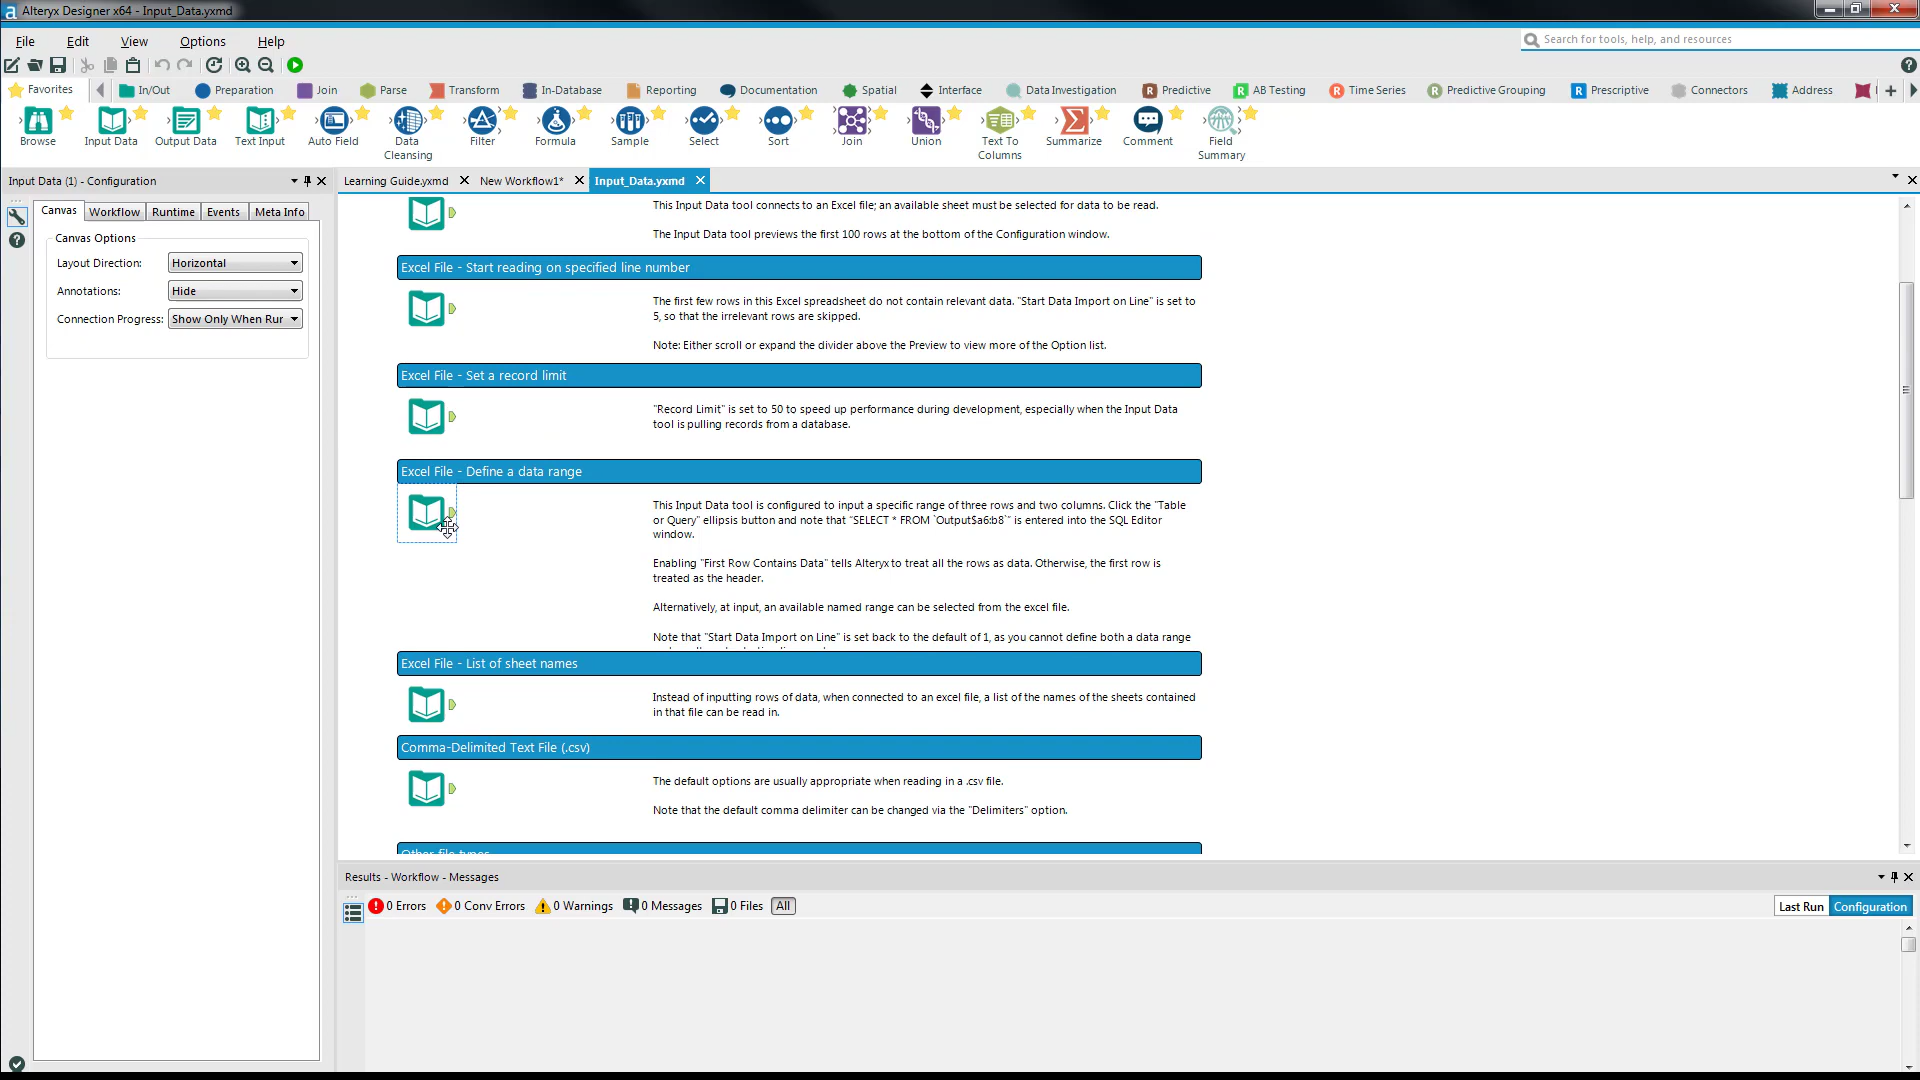 Alteryx Designer x64 - Input_Data.yxmd
File Edit View Options Help
Search for tools, help, and resources
Favorites In/Out Preparation Join Parse Transform In-Database Reporting Documentation Spatial Interface Data Investigation Predictive AB Testing Time Series Predictive Grouping Prescriptive Connectors Address
Browse Input Data Output Data Text Input Auto Field Data Cleansing Filter Formula Sample Select Sort Join Union Text To Columns Summarize Comment Field Summary
Input Data (1) - Configuration
Learning Guide.yxmd New Workflow1* Input_Data.yxmd
Canvas Workflow Runtime Events Meta Info
Canvas Options
Layout Direction: Horizontal
Annotations: Hide
Connection Progress: Show Only When Rur
This Input Data tool connects to an Excel file; an available sheet must be selected for data to be read.
The Input Data tool previews the first 100 rows at the bottom of the Configuration window.
Excel File - Start reading on specified line number
The first few rows in this Excel spreadsheet do not contain relevant data. "Start Data Import on Line" is set to
5, so that the irrelevant rows are skipped.
Note: Either scroll or expand the divider above the Preview to view more of the Option list.
Excel File - Set a record limit
"Record Limit" is set to 50 to speed up performance during development, especially when the Input Data
tool is pulling records from a database.
Excel File - Define a data range
This Input Data tool is configured to input a specific range of three rows and two columns. Click the "Table
or Query" ellipsis button and note that "SELECT * FROM `Output$a6:b8`" is entered into the SQL Editor
window.
Enabling "First Row Contains Data" tells Alteryx to treat all the rows as data. Otherwise, the first row is
treated as the header.
Alternatively, at input, an available named range can be selected from the excel file.
Note that "Start Data Import on Line" is set back to the default of 1, as you cannot define both a data range
Excel File - List of sheet names
Instead of inputting rows of data, when connected to an excel file, a list of the names of the sheets contained
in that file can be read in.
Comma-Delimited Text File (.csv)
The default options are usually appropriate when reading in a .csv file.
Note that the default comma delimiter can be changed via the "Delimiters" option.
Other file types
Results - Workflow - Messages
0 Errors 0 Conv Errors 0 Warnings 0 Messages 0 Files All
Last Run Configuration